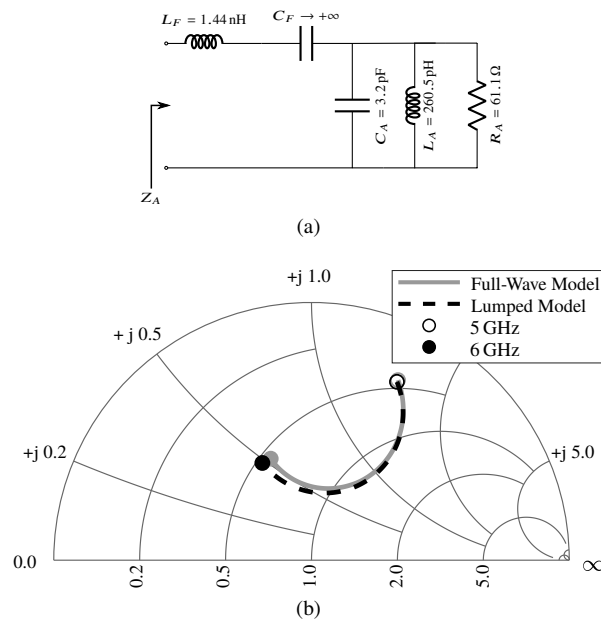 L_F = 1.44 nH
C_F → +∞
C_A = 3.2 pF
L_A = 260.5 pH
R_A = 61.1 Ω
Z_A
(a)
+j 1.0
Full-Wave Model
Lumped Model
5 GHz
6 GHz
+ j 0.5
+j 0.2
+j 5.0
0.0
0.2
0.5
1.0
2.0
5.0
∞
(b)